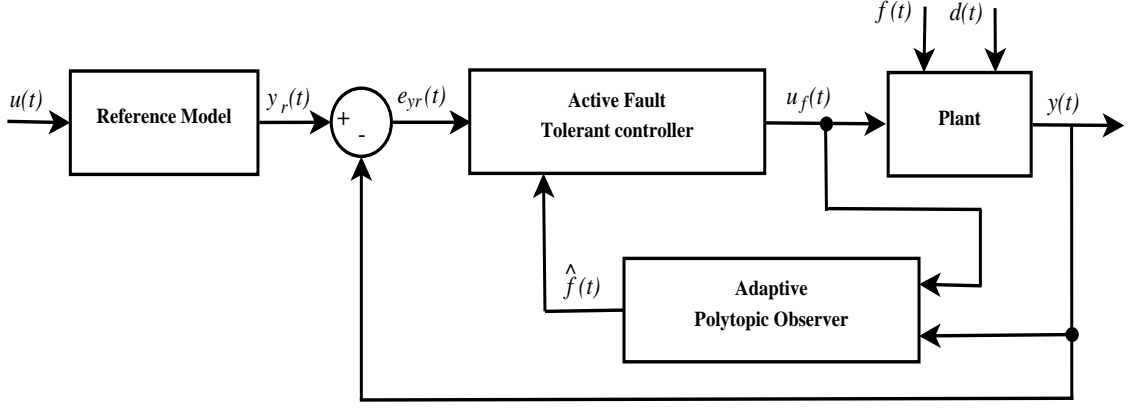 f(t)
d(t)
u(t)
Reference Model
y_r(t)
+
-
e_yr(t)
Active Fault
Tolerant controller
u_f(t)
Plant
y(t)
^
f(t)
Adaptive
Polytopic Observer